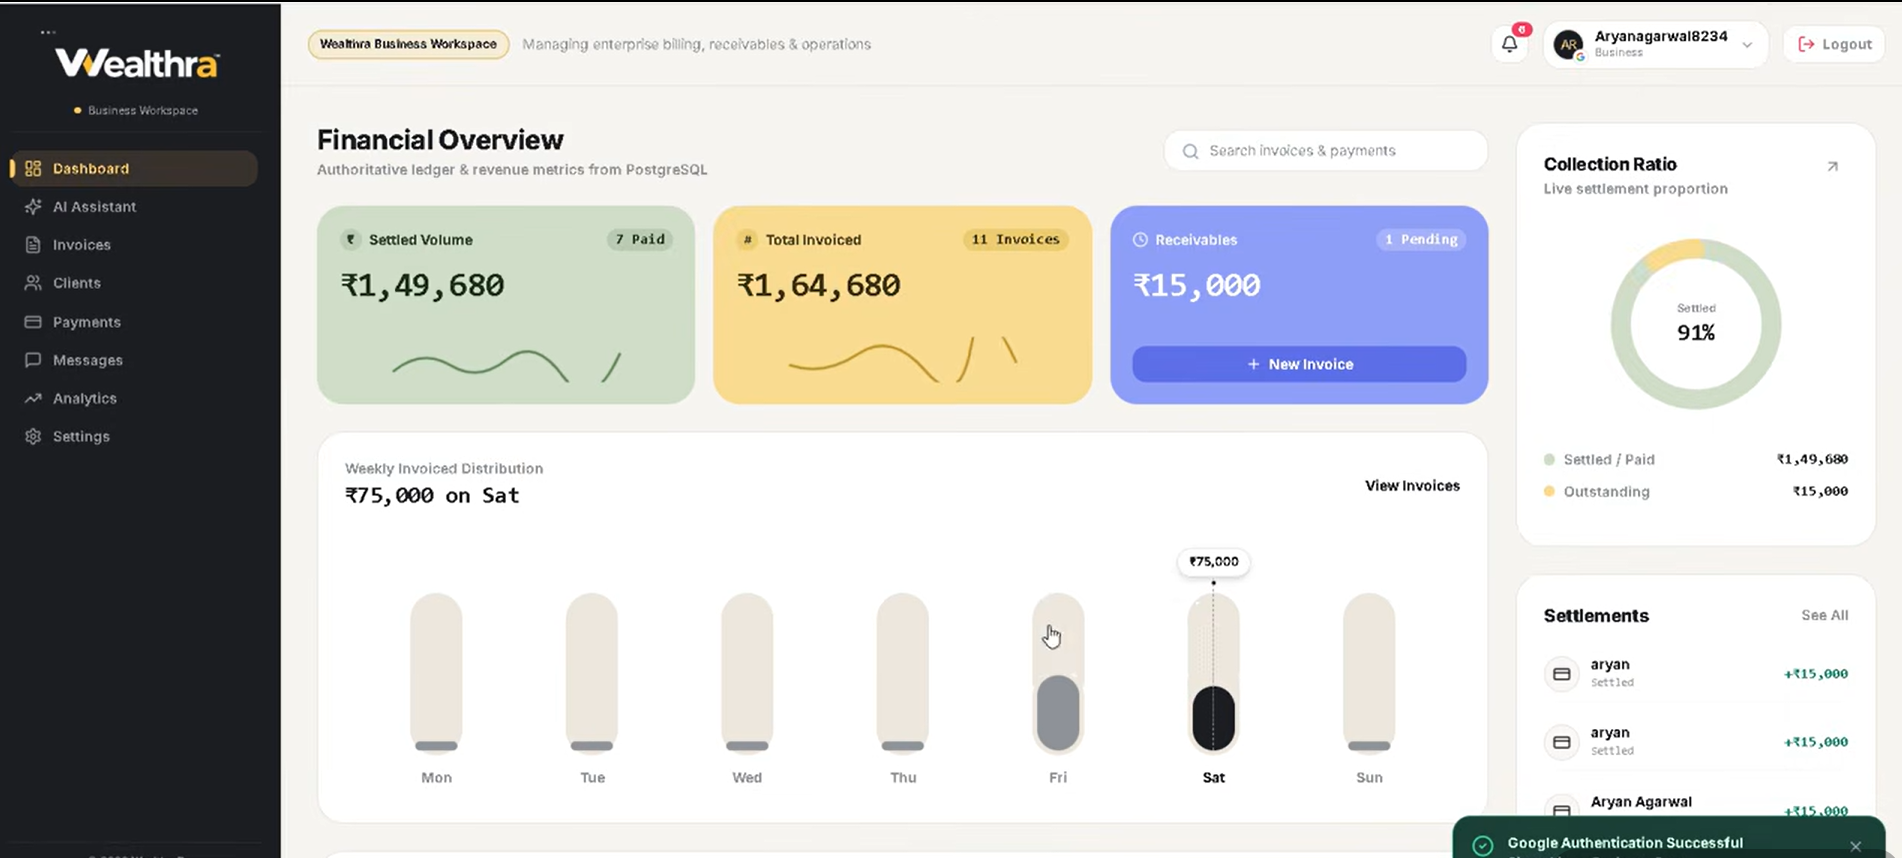 Wealthra
Business Workspace
Dashboard
AI Assistant
Invoices
Clients
Payments
Messages
Analytics
Settings
Wealthra Business Workspace
Managing enterprise billing, receivables & operations
6
AR
Aryanagarwal8234
Business
Logout
Financial Overview
Authoritative ledger & revenue metrics from PostgreSQL
Search invoices & payments
₹ Settled Volume
7 Paid
₹1,49,680
# Total Invoiced
11 Invoices
₹1,64,680
Receivables
1 Pending
₹15,000
+ New Invoice
Weekly Invoiced Distribution
₹75,000 on Sat
View Invoices
₹75,000
Mon Tue Wed Thu Fri Sat Sun
Collection Ratio
Live settlement proportion
Settled
91%
Settled / Paid ₹1,49,680
Outstanding ₹15,000
Settlements
See All
aryan
Settled
+₹15,000
aryan
Settled
+₹15,000
Aryan Agarwal
+₹15,000
Google Authentication Successful